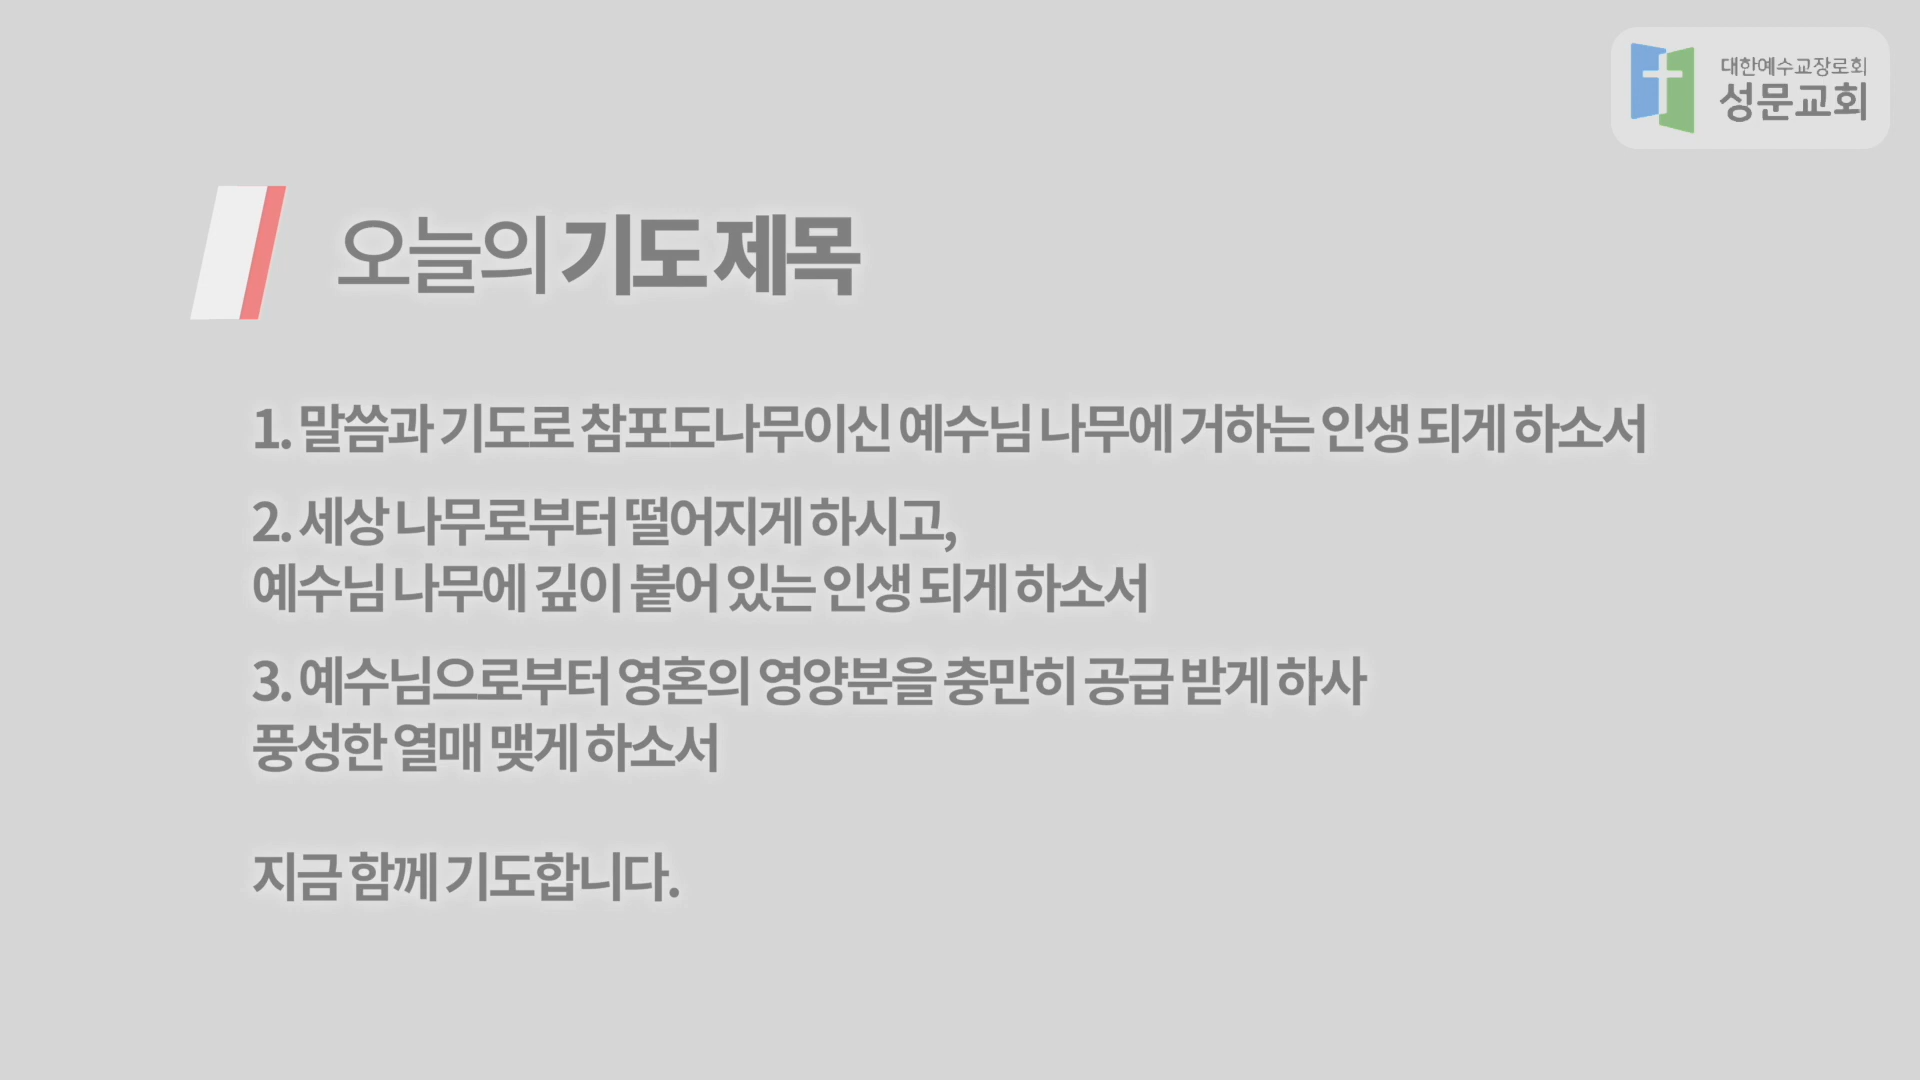 대한예수교장로회
성문교회
오늘의 기도 제목
1. 말씀과 기도로 참포도나무이신 예수님 나무에 거하는 인생 되게 하소서
2. 세상 나무로부터 떨어지게 하시고,
예수님 나무에 깊이 붙어 있는 인생 되게 하소서
3. 예수님으로부터 영혼의 영양분을 충만히 공급 받게 하사
풍성한 열매 맺게 하소서
지금 함께 기도합니다.